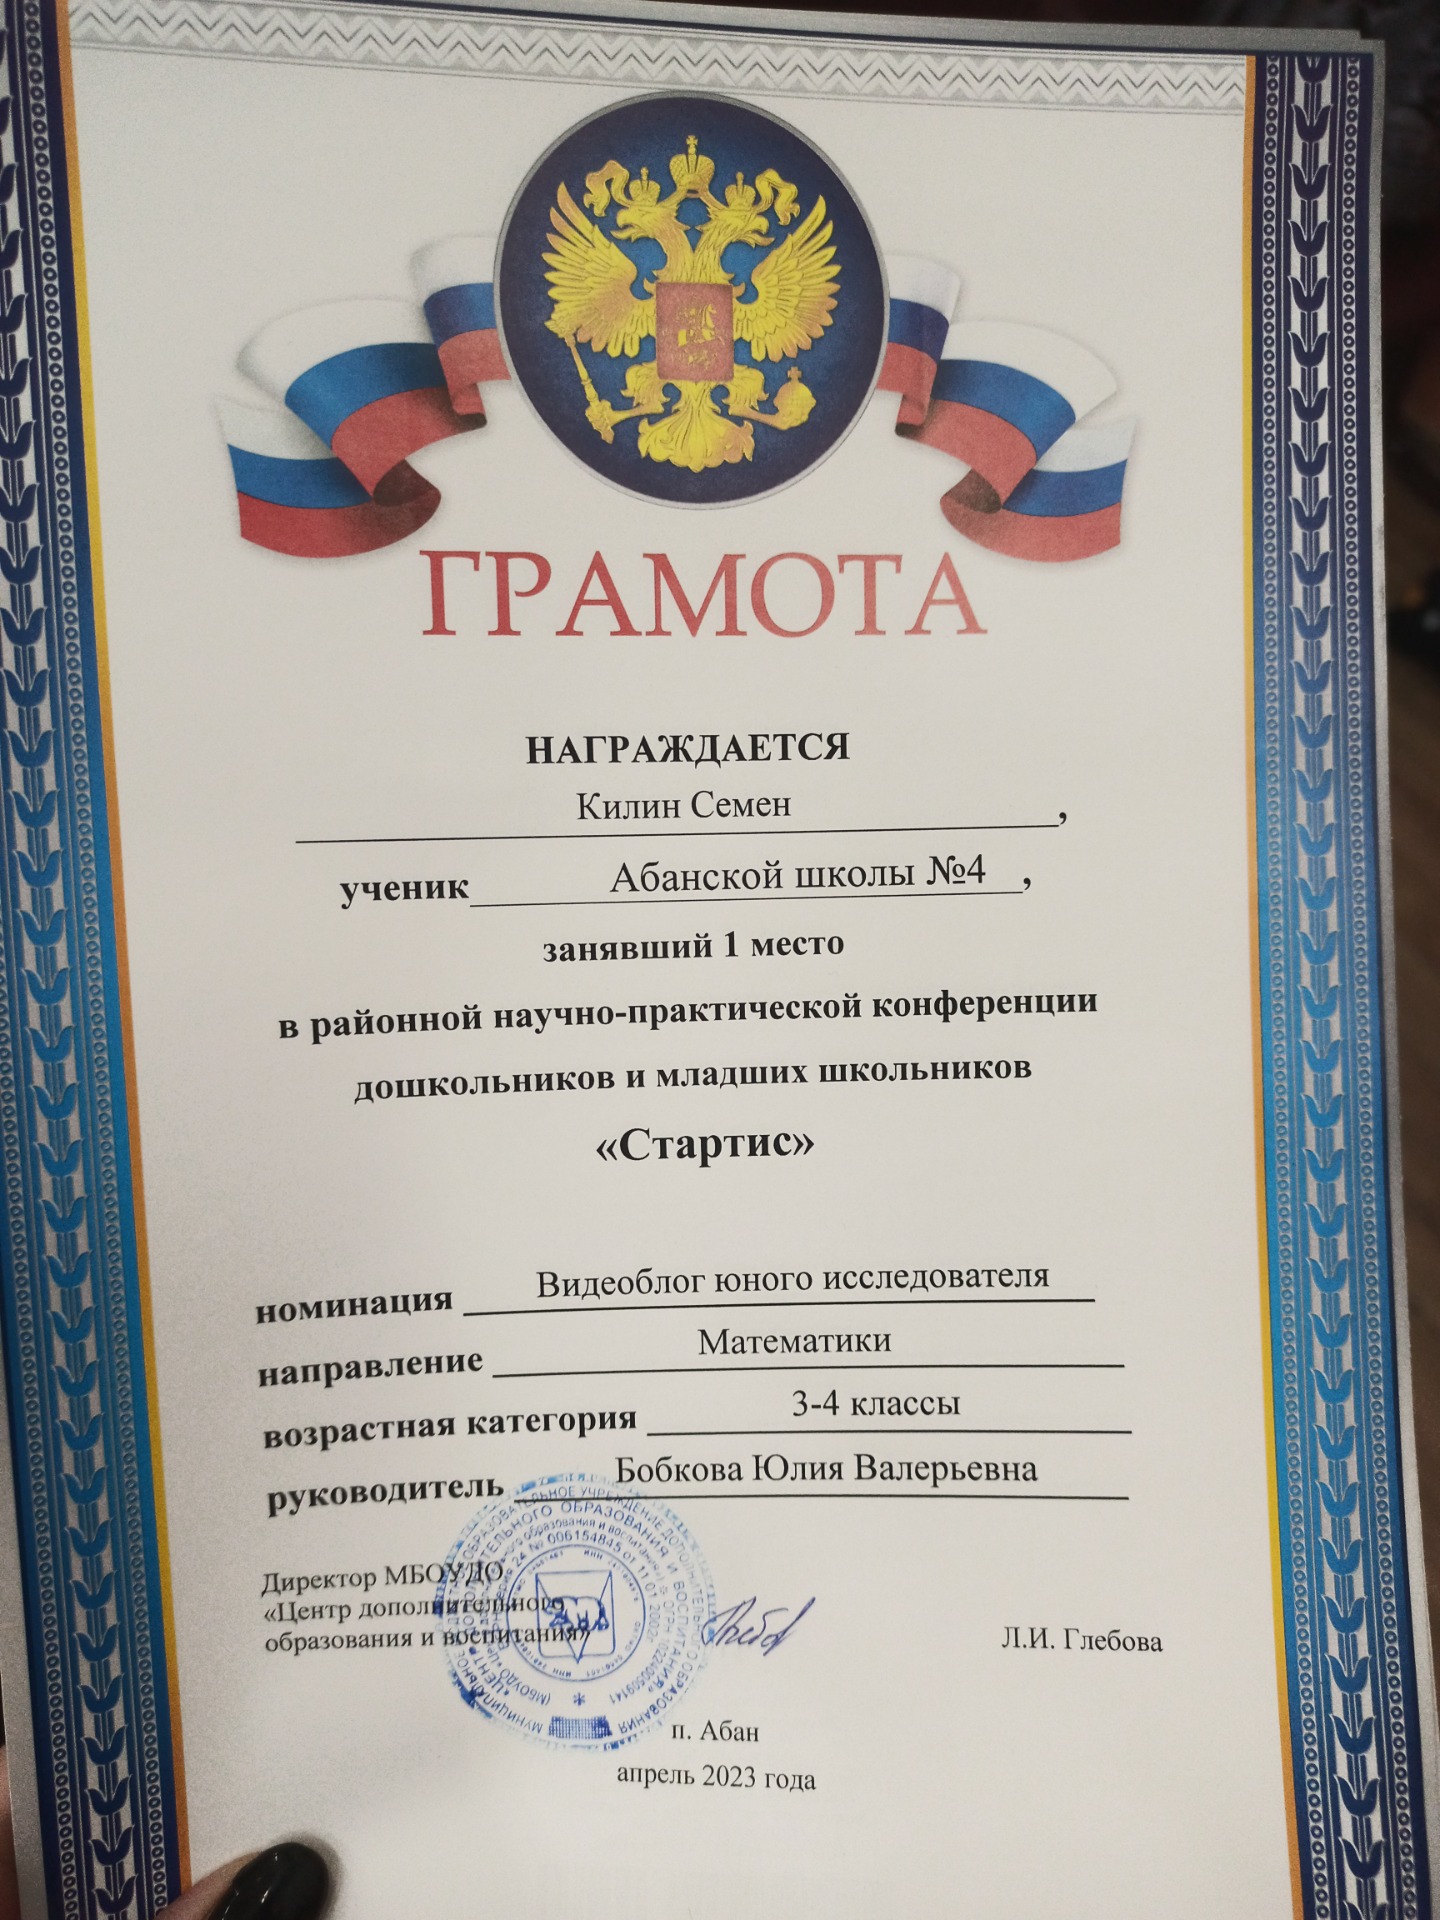 ГРАМОТА
НАГРАЖДАЕТСЯ
Килин Семен,
ученик Абанской школы №4,
занявший 1 место
в районной научно-практической конференции
дошкольников и младших школьников
«Стартис»
номинация Видеоблог юного исследователя
направление Математики
возрастная категория 3-4 классы
руководитель Бобкова Юлия Валерьевна
Директор МБОУДО
«Центр дополнительного
образования и воспитания»
Л.И. Глебова
п. Абан
апрель 2023 года